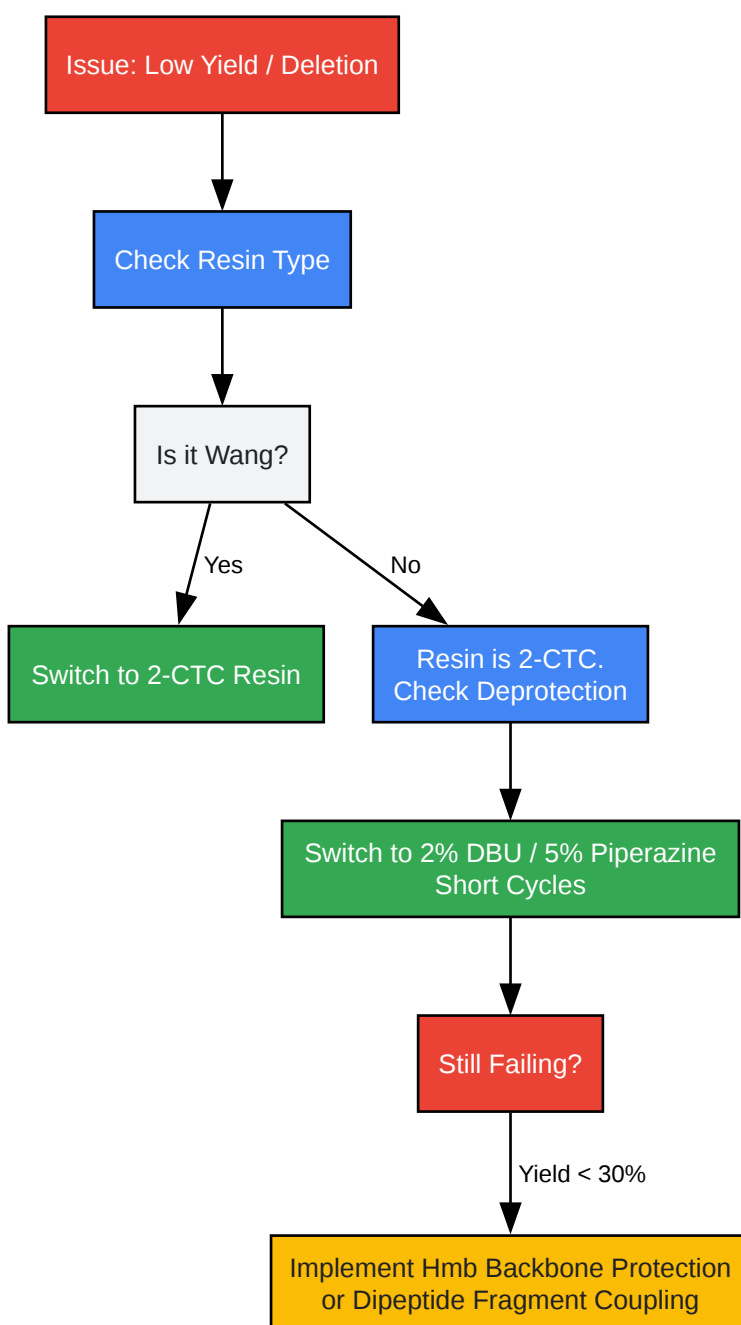 Issue: Low Yield / Deletion
Check Resin Type
Is it Wang?
Yes
No
Switch to 2-CTC Resin
Resin is 2-CTC.
Check Deprotection
Switch to 2% DBU / 5% Piperazine
Short Cycles
Still Failing?
Yield < 30%
Implement Hmb Backbone Protection
or Dipeptide Fragment Coupling